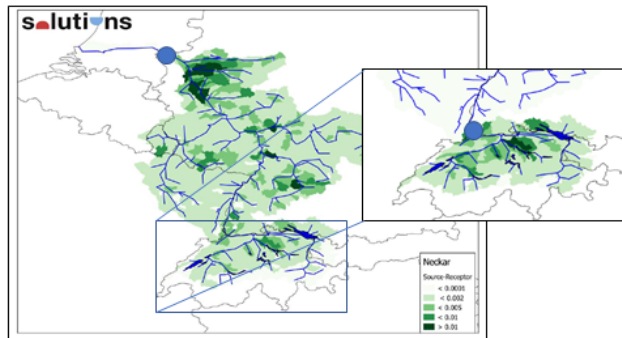 solutions
Neckar
Source-Receptor
< 0.0001
< 0.002
< 0.005
< 0.01
> 0.01